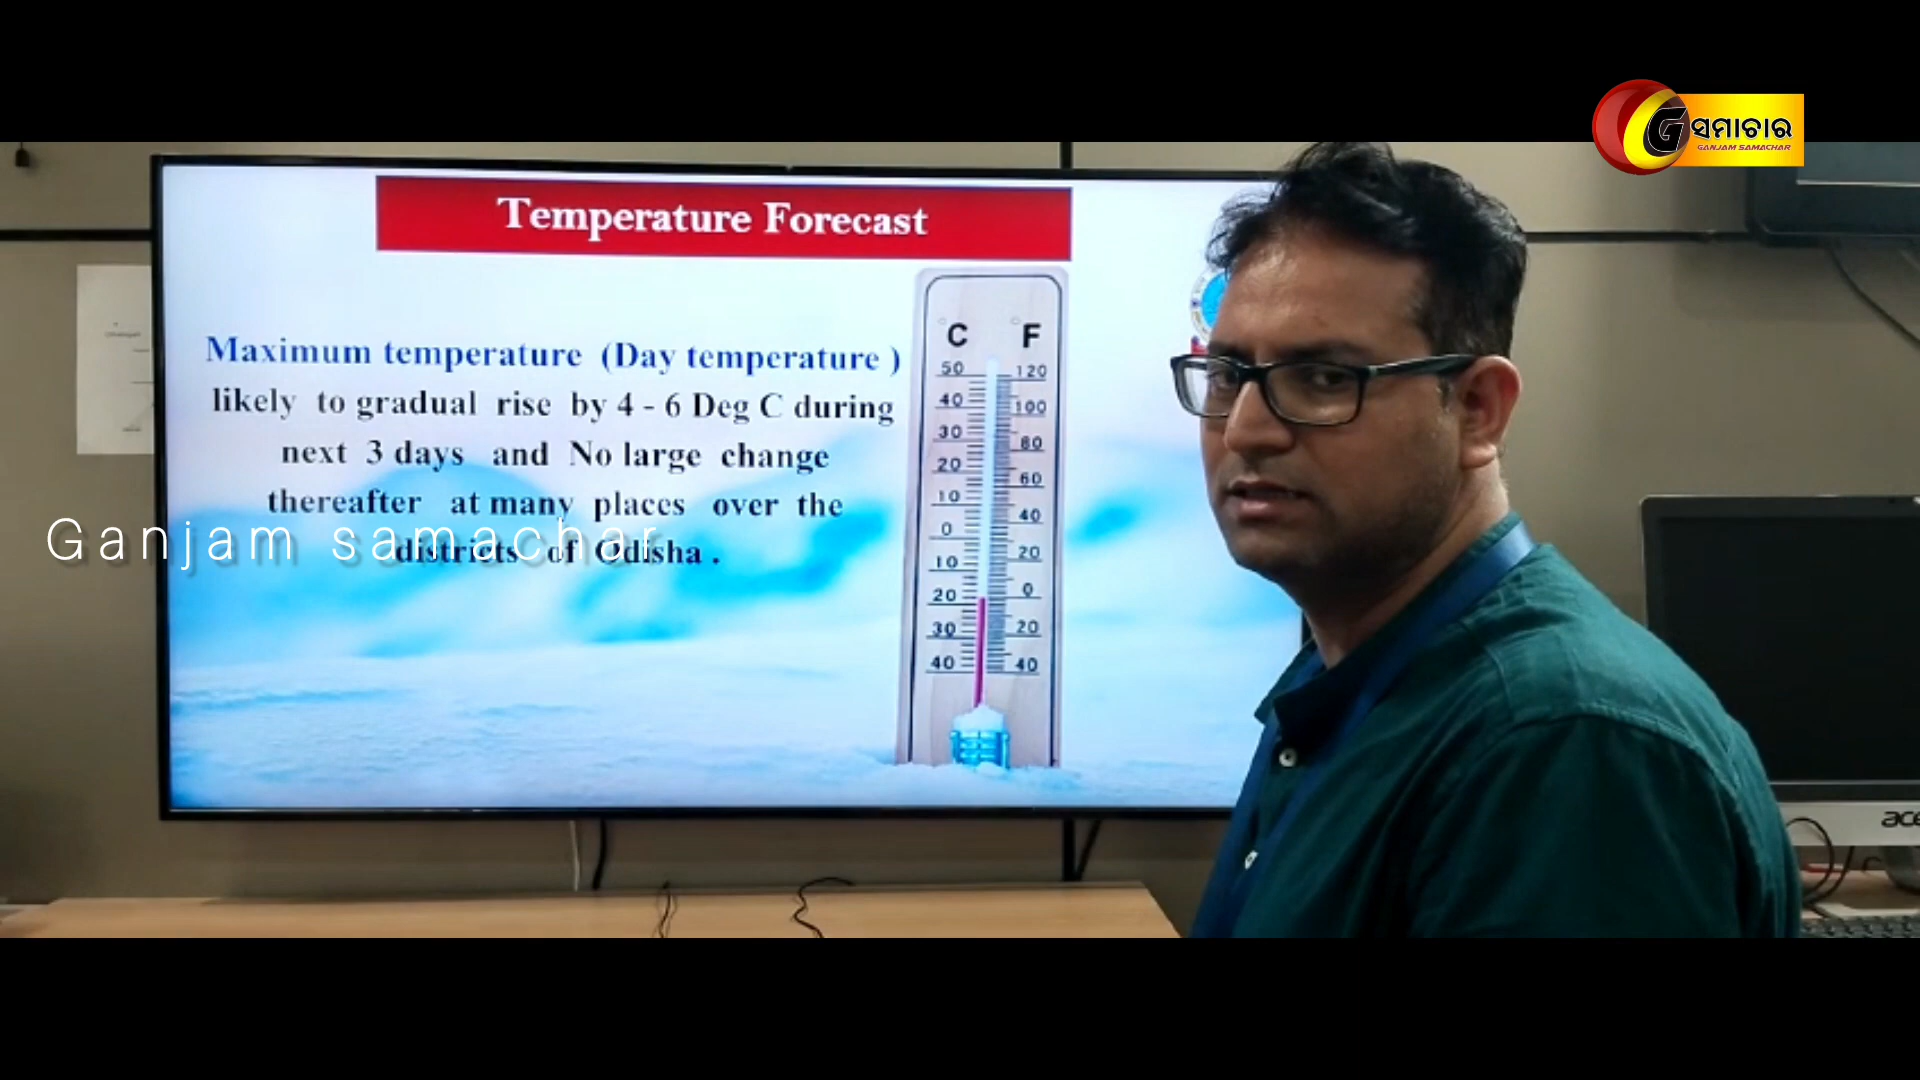 G ସମାଚାର
GANJAM SAMACHAR
Temperature Forecast
Maximum temperature (Day temperature )
likely to gradual rise by 4 - 6 Deg C during
next 3 days and No large change
thereafter at many places over the
districts of Odisha .
Ganjam samachar
C F
50 120
40 100
30 80
20 60
10 40
0 20
10 0
20 20
30 40
40
acer